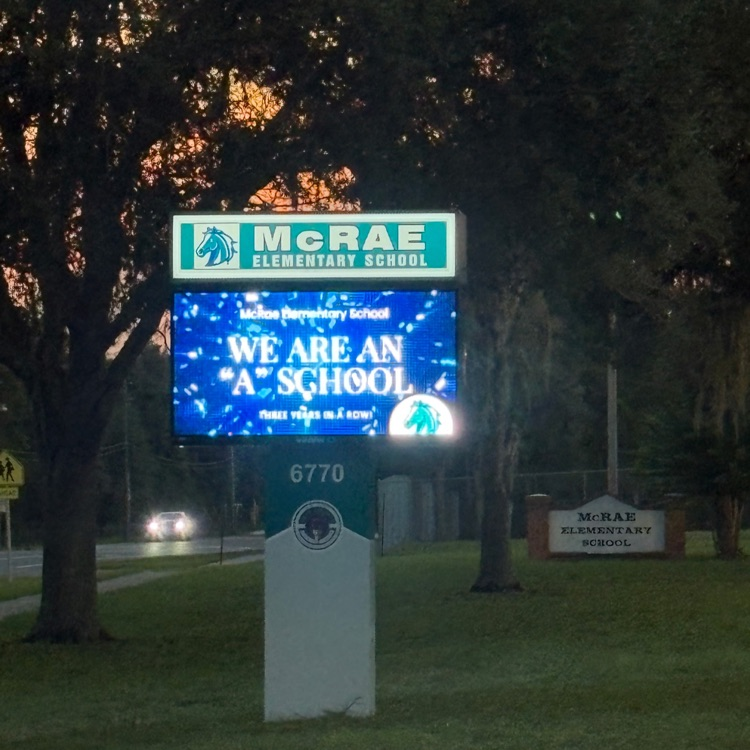 McRAE
ELEMENTARY SCHOOL
McRae Elementary School
WE ARE AN
"A" SCHOOL
THREE YEARS IN A ROW!
6770
McRAE
ELEMENTARY
SCHOOL